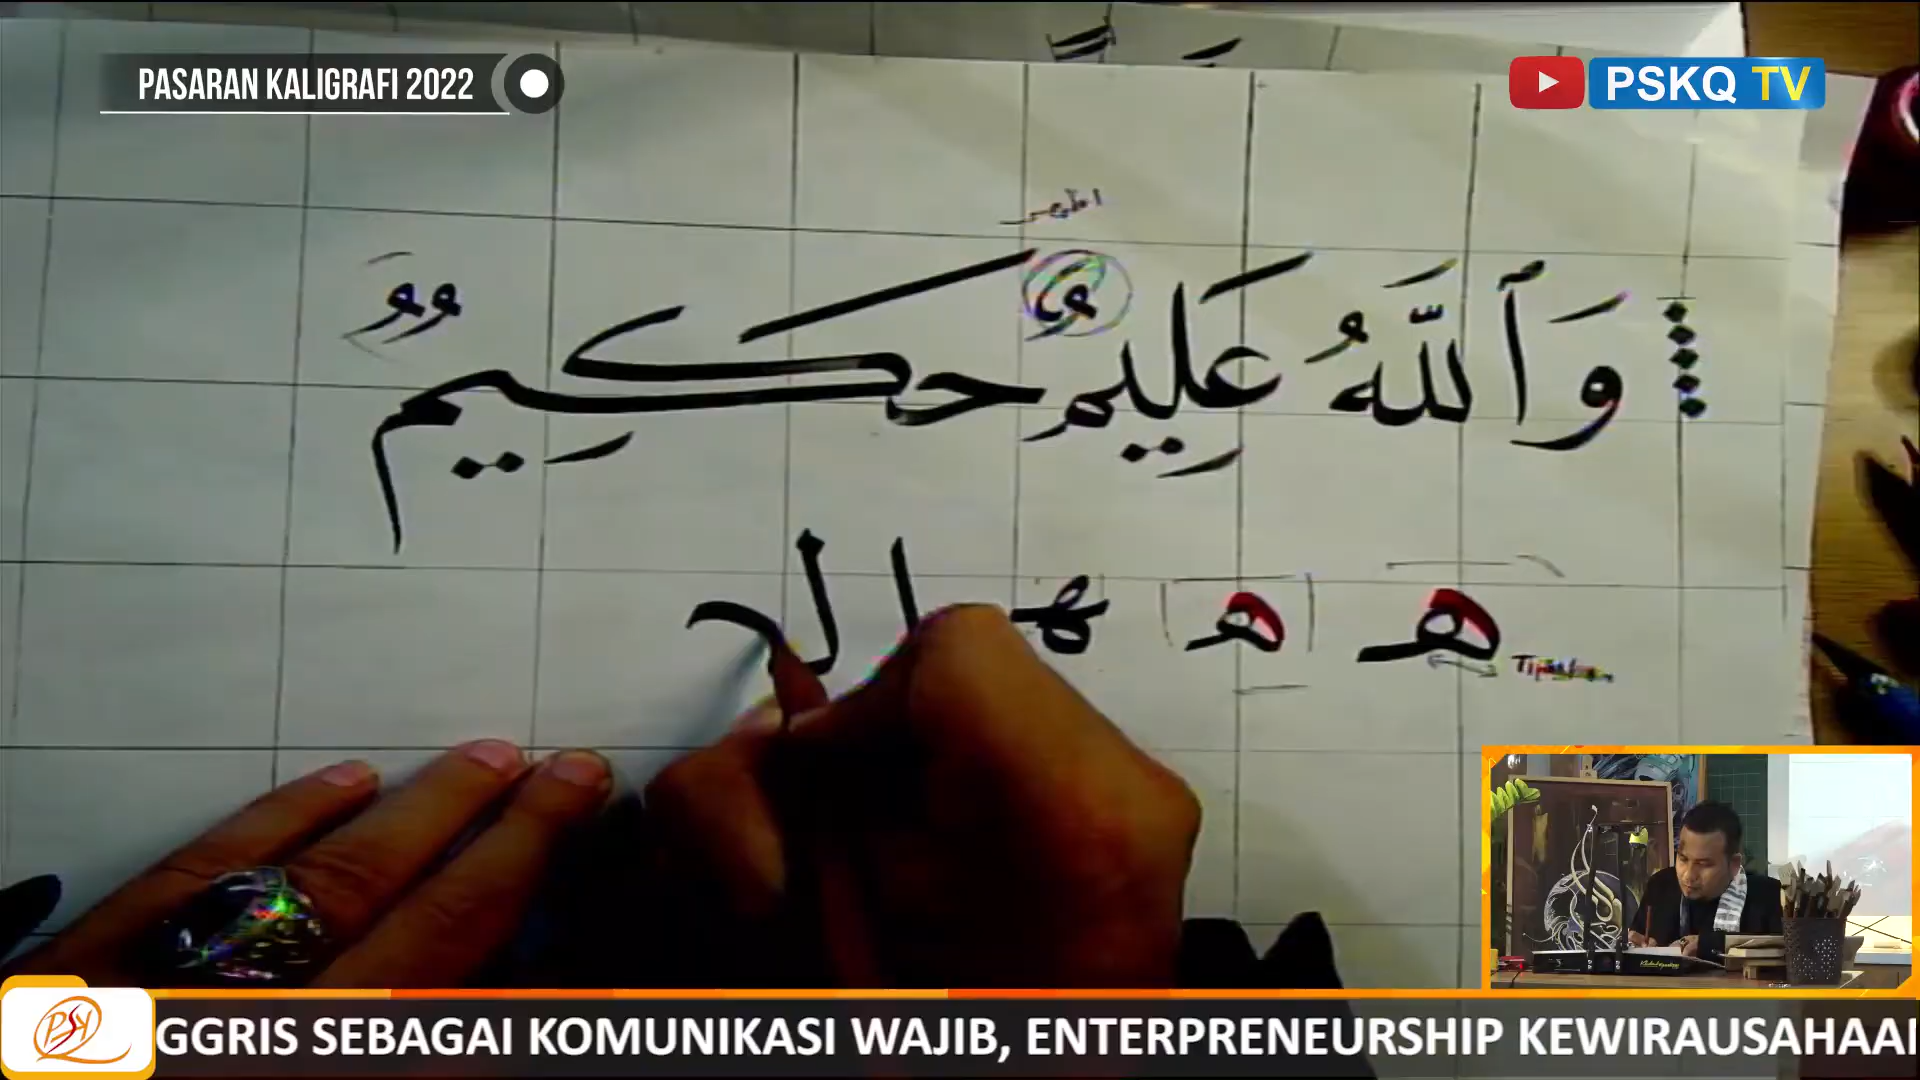 PASARAN KALIGRAFI 2022
PSKQ TV
وَٱللَّهُ عَلِيمٌ حَكِيمٌ
ه ه ه
GGRIS SEBAGAI KOMUNIKASI WAJIB, ENTERPRENEURSHIP KEWIRAUSAHAA